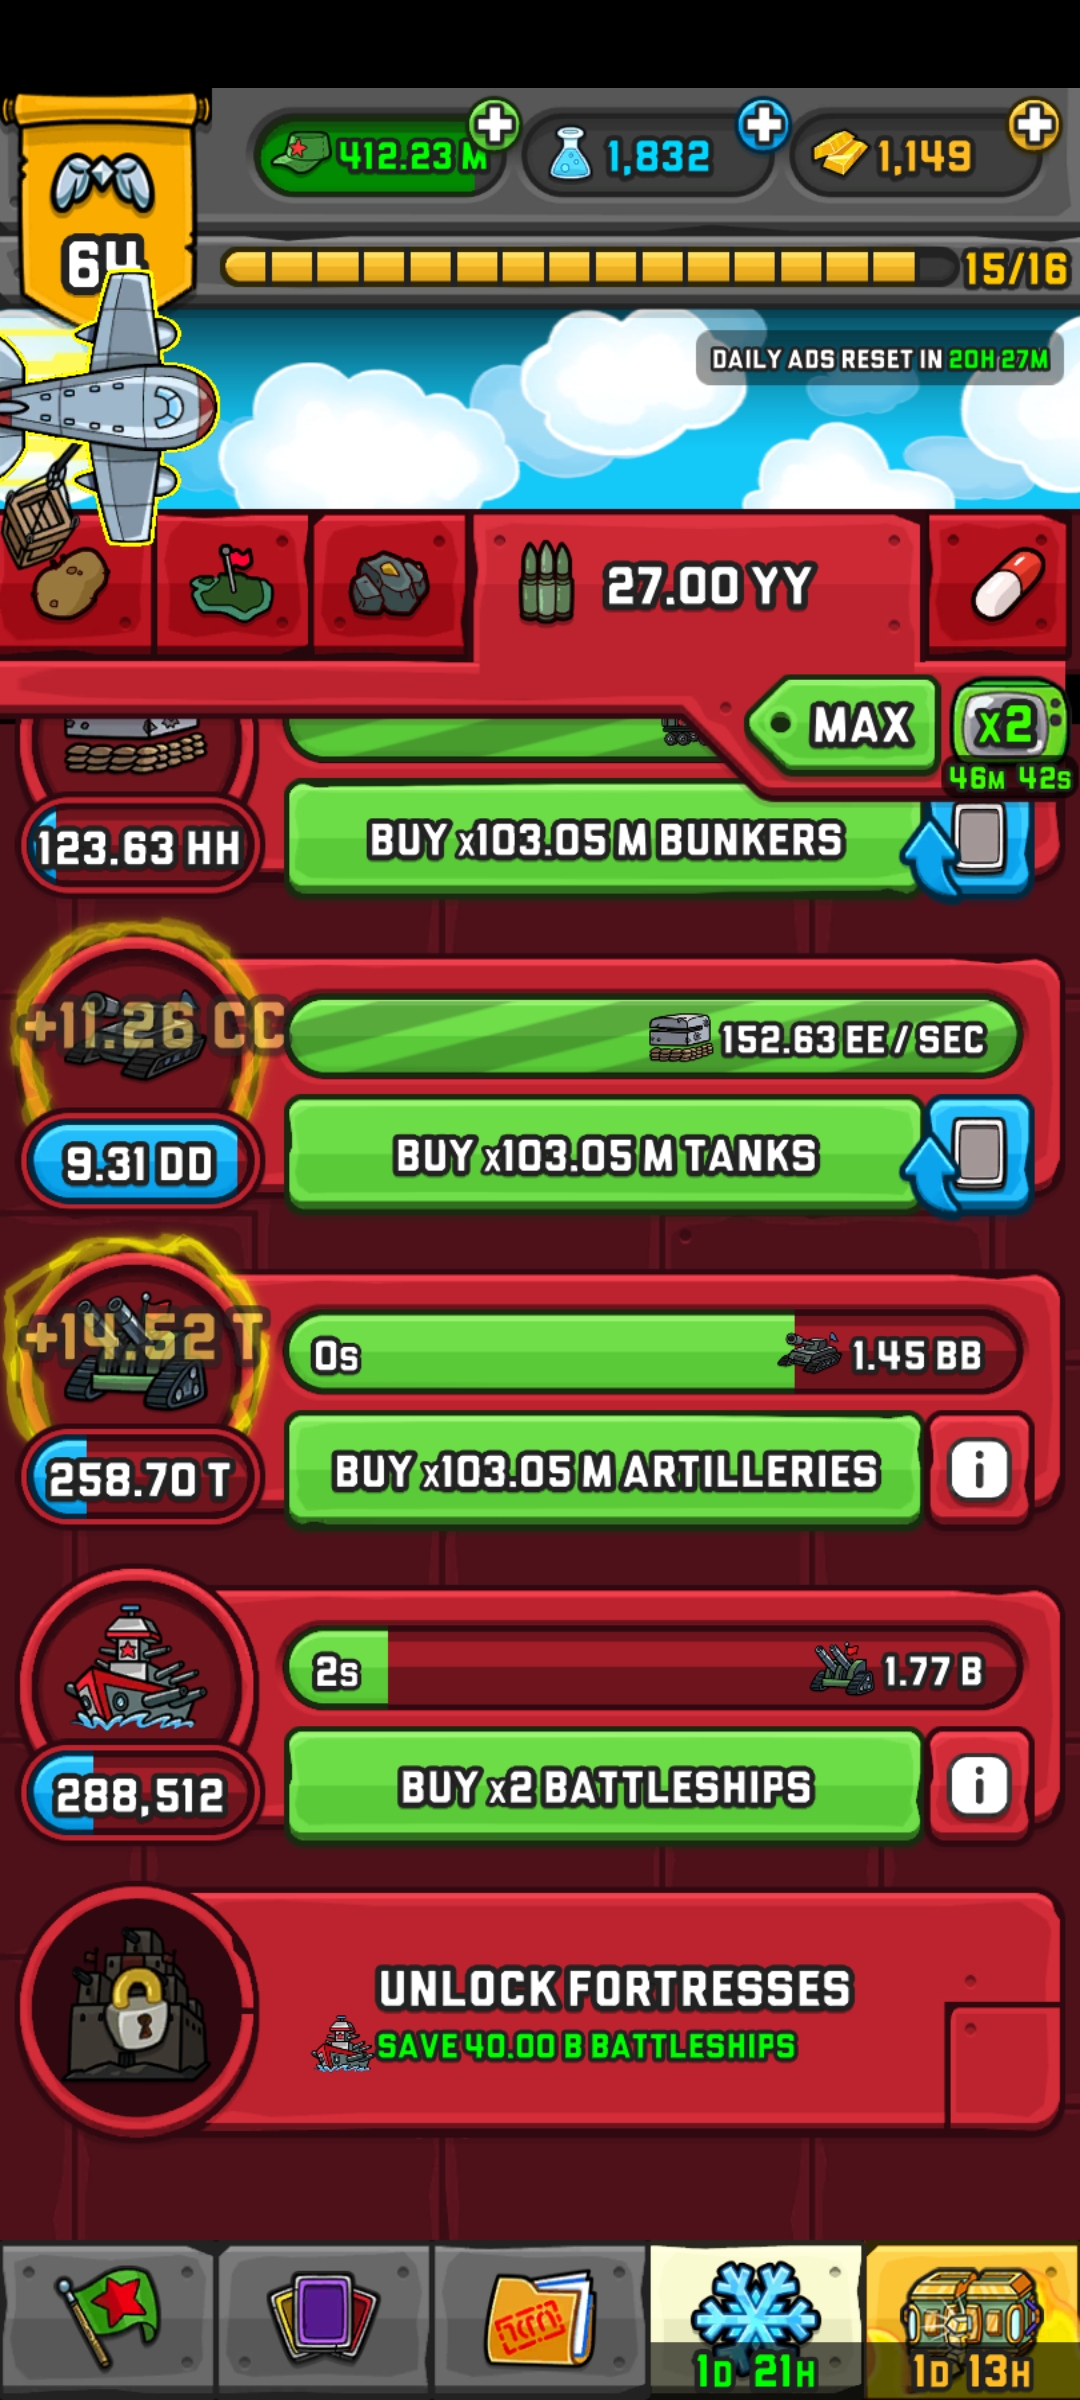 412.23 M
1,832
1,149
64
15/16
DAILY ADS RESET IN 20H 27M
27.00 YY
MAX
x2
46M 42S
123.63 HH
BUY x103.05 M BUNKERS
+11.26 CC
152.63 EE / SEC
9.31 DD
BUY x103.05 M TANKS
+14.52 T
0s
1.45 BB
258.70 T
BUY x103.05 M ARTILLERIES
i
2s
1.77 B
288,512
BUY x2 BATTLESHIPS
i
UNLOCK FORTRESSES
SAVE 40.00 B BATTLESHIPS
1D 21H
1D 13H